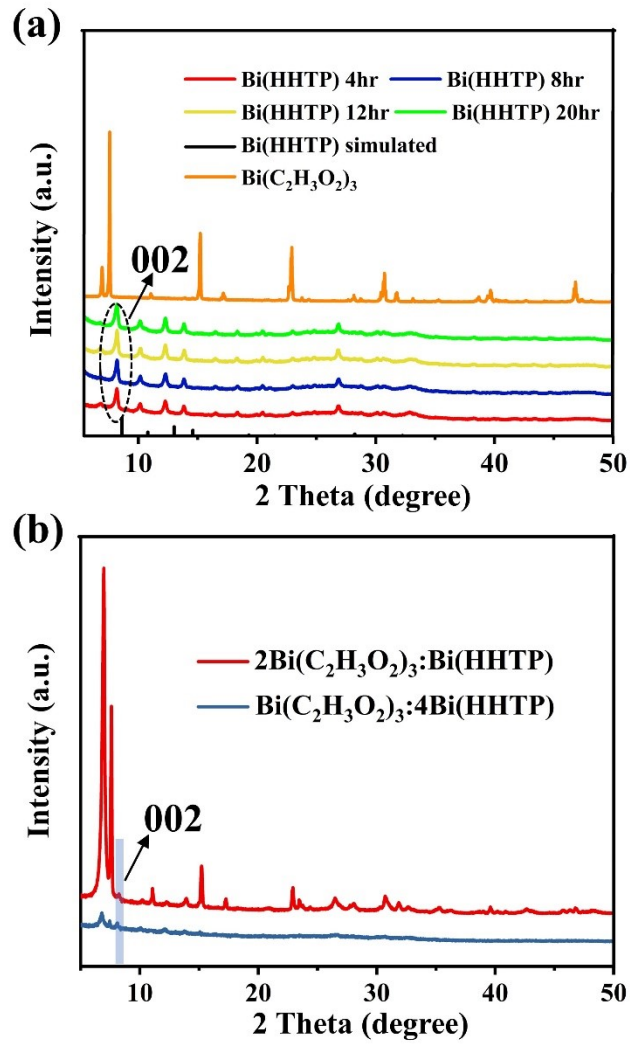 (a)
Intensity (a.u.)
Bi(HHTP) 4hr
Bi(HHTP) 8hr
Bi(HHTP) 12hr
Bi(HHTP) 20hr
Bi(HHTP) simulated
Bi(C₂H₃O₂)₃
002
10 20 30 40 50
2 Theta (degree)
(b)
Intensity (a.u.)
2Bi(C₂H₃O₂)₃:Bi(HHTP)
Bi(C₂H₃O₂)₃:4Bi(HHTP)
002
10 20 30 40 50
2 Theta (degree)